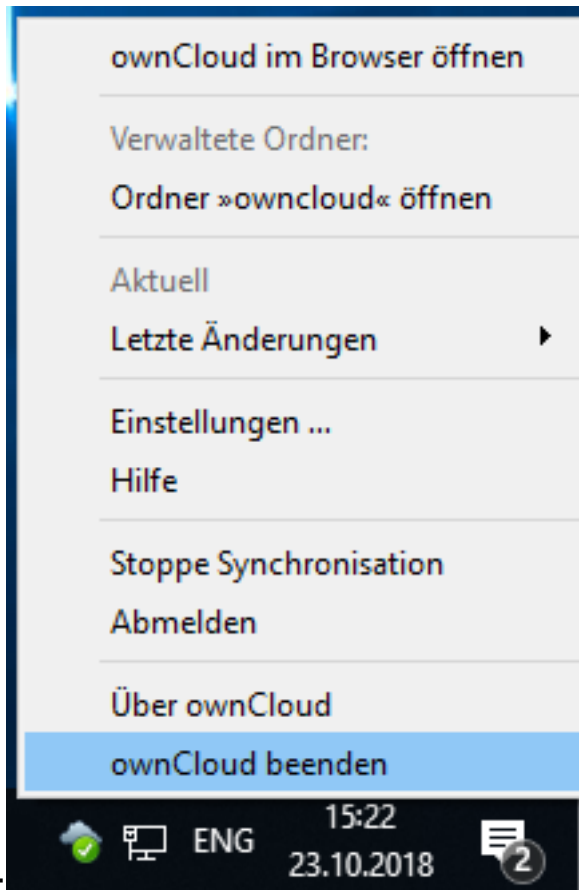 ownCloud im Browser öffnen
Verwaltete Ordner:
Ordner »owncloud« öffnen
Aktuell
Letzte Änderungen
Einstellungen ...
Hilfe
Stoppe Synchronisation
Abmelden
Über ownCloud
ownCloud beenden
ENG
15:22
23.10.2018
2